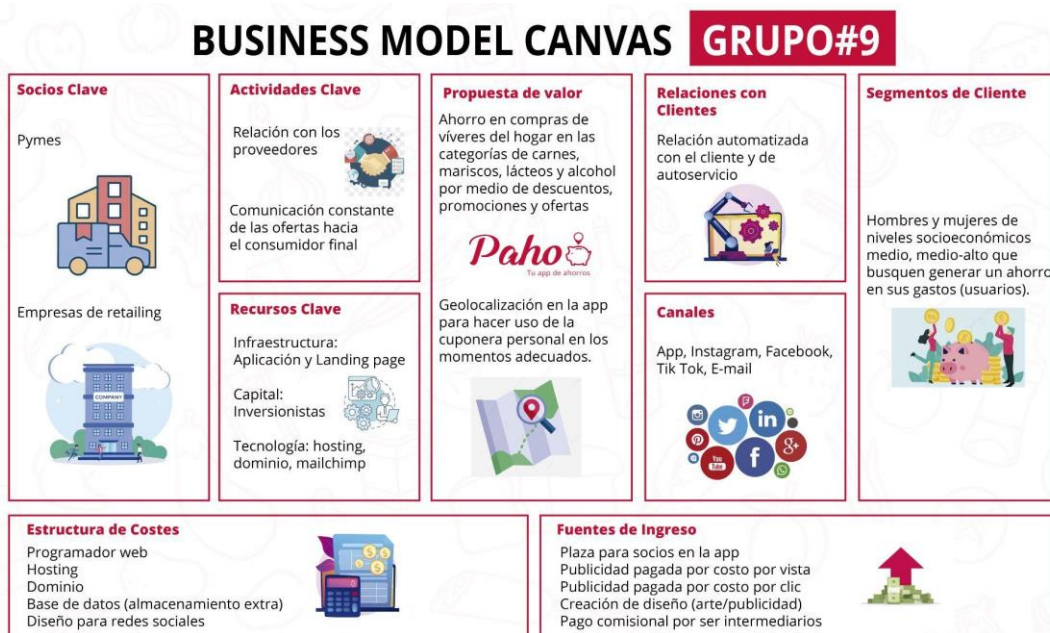 BUSINESS MODEL CANVAS GRUPO#9
Socios Clave
Pymes
Empresas de retailing
COMPANY
Actividades Clave
Relación con los
proveedores
Comunicación constante
de las ofertas hacia
el consumidor final
Recursos Clave
Infraestructura:
Aplicación y Landing page
Capital:
Inversionistas
Tecnología: hosting,
dominio, mailchimp
Propuesta de valor
Ahorro en compras de
víveres del hogar en las
categorías de carnes,
mariscos, lácteos y alcohol
por medio de descuentos,
promociones y ofertas
Paho
Tu app de ahorros
Geolocalización en la app
para hacer uso de la
cuponera personal en los
momentos adecuados.
Relaciones con
Clientes
Relación automatizada
con el cliente y de
autoservicio
Canales
App, Instagram, Facebook,
Tik Tok, E-mail
in
g+
You
Tube
f
Segmentos de Cliente
Hombres y mujeres de
niveles socioeconómicos
medio, medio-alto que
busquen generar un ahorro
en sus gastos (usuarios).
Estructura de Costes
Programador web
Hosting
Dominio
Base de datos (almacenamiento extra)
Diseño para redes sociales
Fuentes de Ingreso
Plaza para socios en la app
Publicidad pagada por costo por vista
Publicidad pagada por costo por clic
Creación de diseño (arte/publicidad)
Pago comisional por ser intermediarios